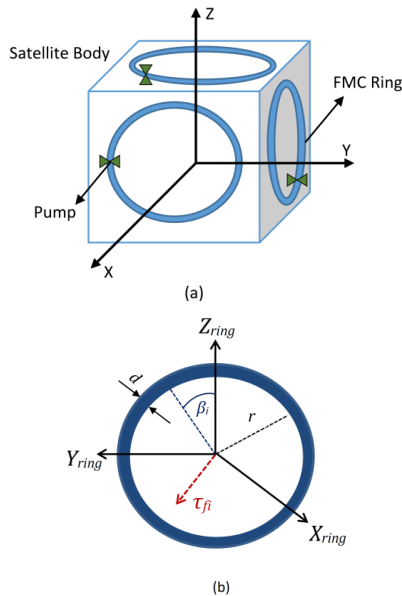 Z
Satellite Body
FMC Ring
Y
Pump
X
(a)
Z_ring
d
β_i
r
Y_ring
τ_fi
X_ring
(b)